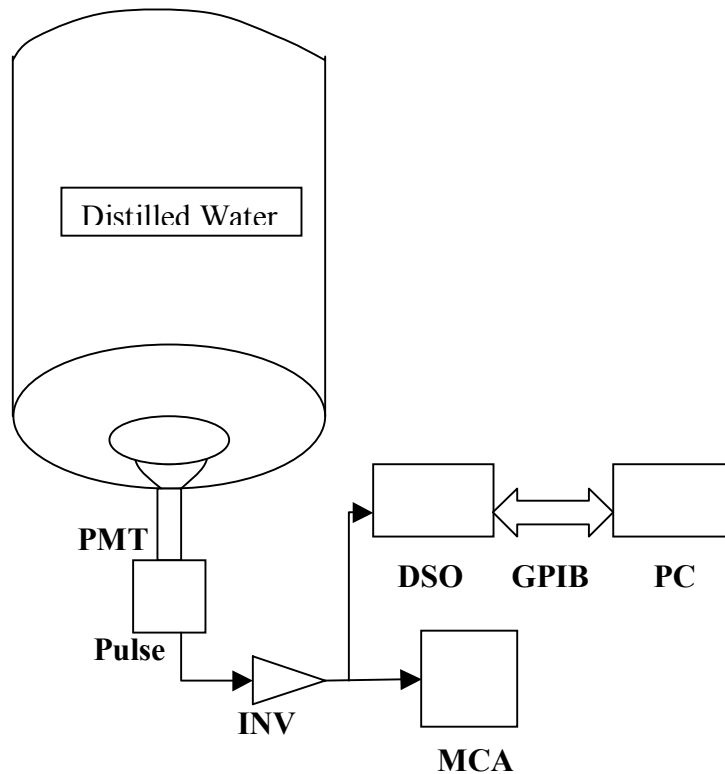 Distilled Water
PMT
DSO GPIB PC
Pulse
INV
MCA